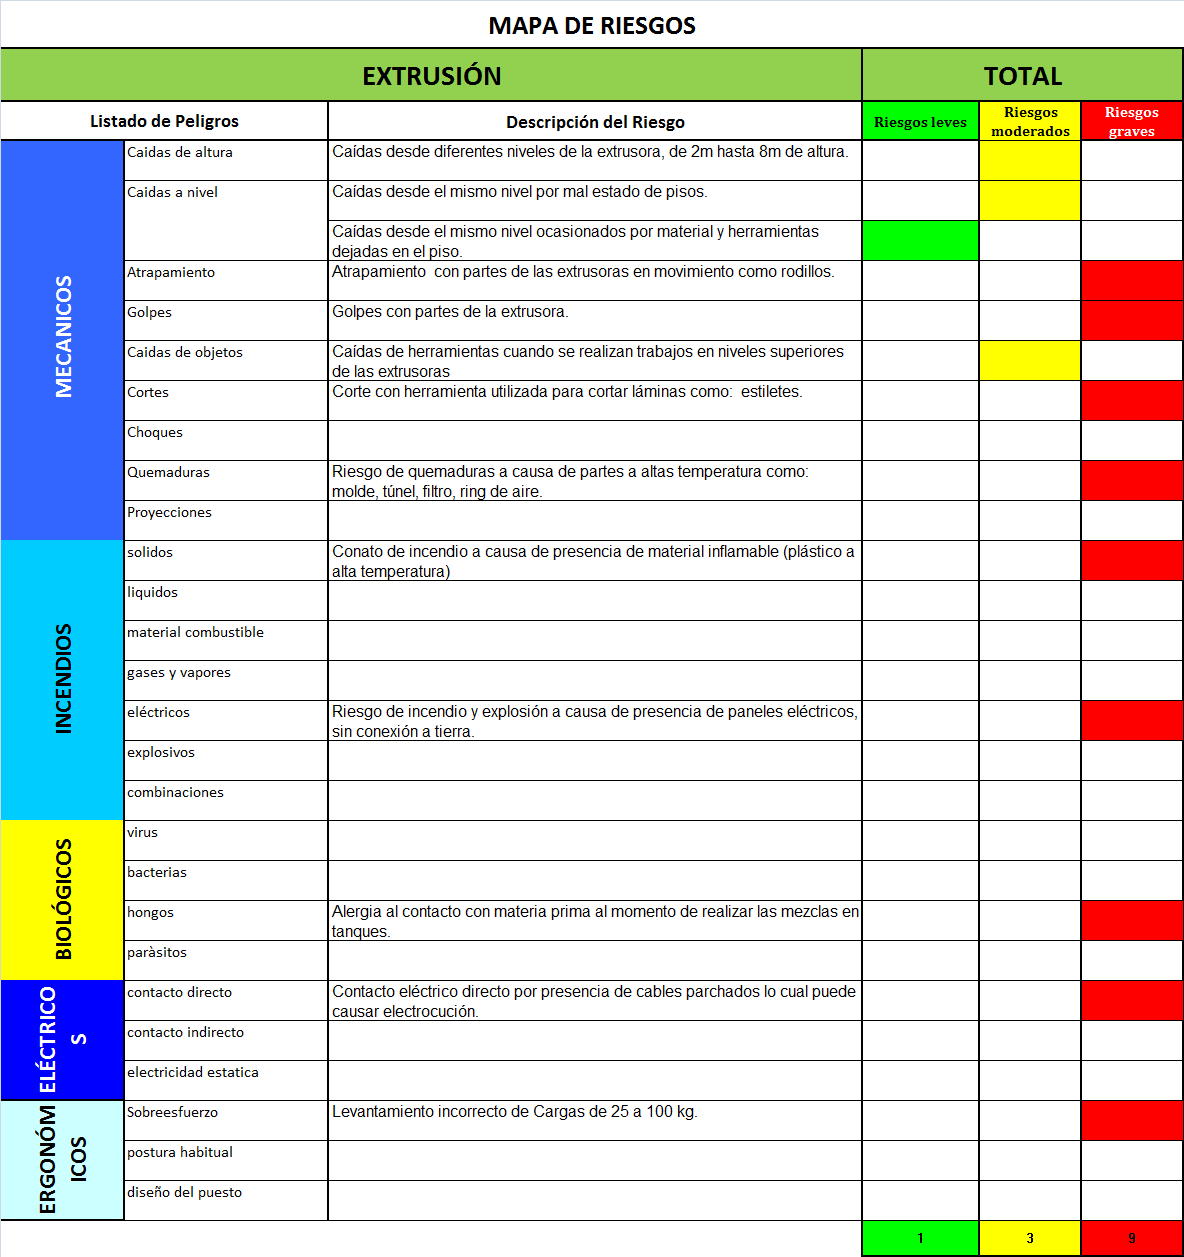 MAPA DE RIESGOS
EXTRUSIÓN
TOTAL
Listado de Peligros
Descripción del Riesgo
Riesgos leves
Riesgos
moderados
Riesgos
graves
MECANICOS
Caidas de altura
Caídas desde diferentes niveles de la extrusora, de 2m hasta 8m de altura.
Caidas a nivel
Caídas desde el mismo nivel por mal estado de pisos.
Caídas desde el mismo nivel ocasionados por material y herramientas
dejadas en el piso.
Atrapamiento
Atrapamiento  con partes de las extrusoras en movimiento como rodillos.
Golpes
Golpes con partes de la extrusora.
Caidas de objetos
Caídas de herramientas cuando se realizan trabajos en niveles superiores
de las extrusoras
Cortes
Corte con herramienta utilizada para cortar láminas como:  estiletes.
Choques
Quemaduras
Riesgo de quemaduras a causa de partes a altas temperatura como:
molde, túnel, filtro, ring de aire.
Proyecciones
INCENDIOS
solidos
Conato de incendio a causa de presencia de material inflamable (plástico a
alta temperatura)
liquidos
material combustible
gases y vapores
eléctricos
Riesgo de incendio y explosión a causa de presencia de paneles eléctricos,
sin conexión a tierra.
explosivos
combinaciones
BIOLÓGICOS
virus
bacterias
hongos
Alergia al contacto con materia prima al momento de realizar las mezclas en
tanques.
paràsitos
ELÉCTRICO
S
contacto directo
Contacto eléctrico directo por presencia de cables parchados lo cual puede
causar electrocución.
contacto indirecto
electricidad estatica
ERGONÓM
ICOS
Sobreesfuerzo
Levantamiento incorrecto de Cargas de 25 a 100 kg.
postura habitual
diseño del puesto
1
3
9